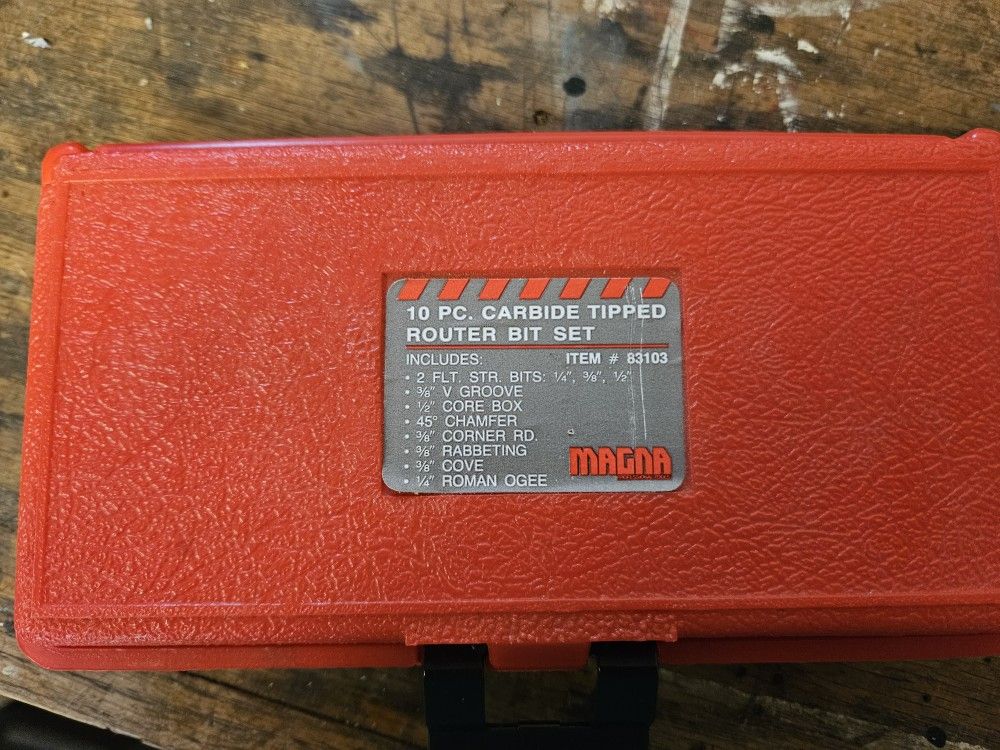 10 PC. CARBIDE TIPPED
ROUTER BIT SET
INCLUDES: ITEM # 83103
• 2 FLT. STR. BITS: ¼", ⅜", ½"
• ⅜" V GROOVE
• ½" CORE BOX
• 45° CHAMFER
• ⅜" CORNER RD.
• ⅜" RABBETING
• ⅜" COVE
• ¼" ROMAN OGEE
MAGNA